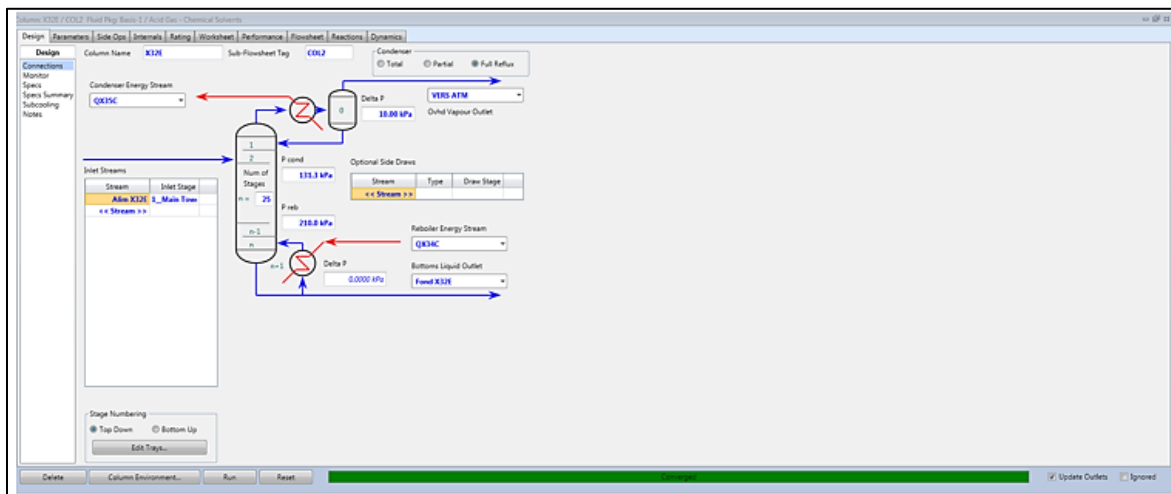 Column: X32E / COL2 Fluid Pkg: Basis-1 / Acid Gas - Chemical Solvents
Design Parameters Side Ops Internals Rating Worksheet Performance Flowsheet Reactions Dynamics
Design
Connections
Monitor
Specs
Specs Summary
Subcooling
Notes
Column Name X32E Sub-Flowsheet Tag COL2
Condenser
Total Partial Full Reflux
Condenser Energy Stream
QX35C
Delta P
10.00 kPa
VERS ATM
Ovhd Vapour Outlet
0
1
2
Num of
Stages
n = 25
n-1
n
n+1
P cond
131.3 kPa
P reb
210.0 kPa
Optional Side Draws
Stream Type Draw Stage
<< Stream >>
Inlet Streams
Stream Inlet Stage
Alim X32E 1_Main Tow
<< Stream >>
Reboiler Energy Stream
QX34C
Delta P
0.0000 kPa
Bottoms Liquid Outlet
Fond X32E
Stage Numbering
Top Down Bottom Up
Edit Trays...
Delete Column Environment... Run Reset Converged Update Outlets Ignored